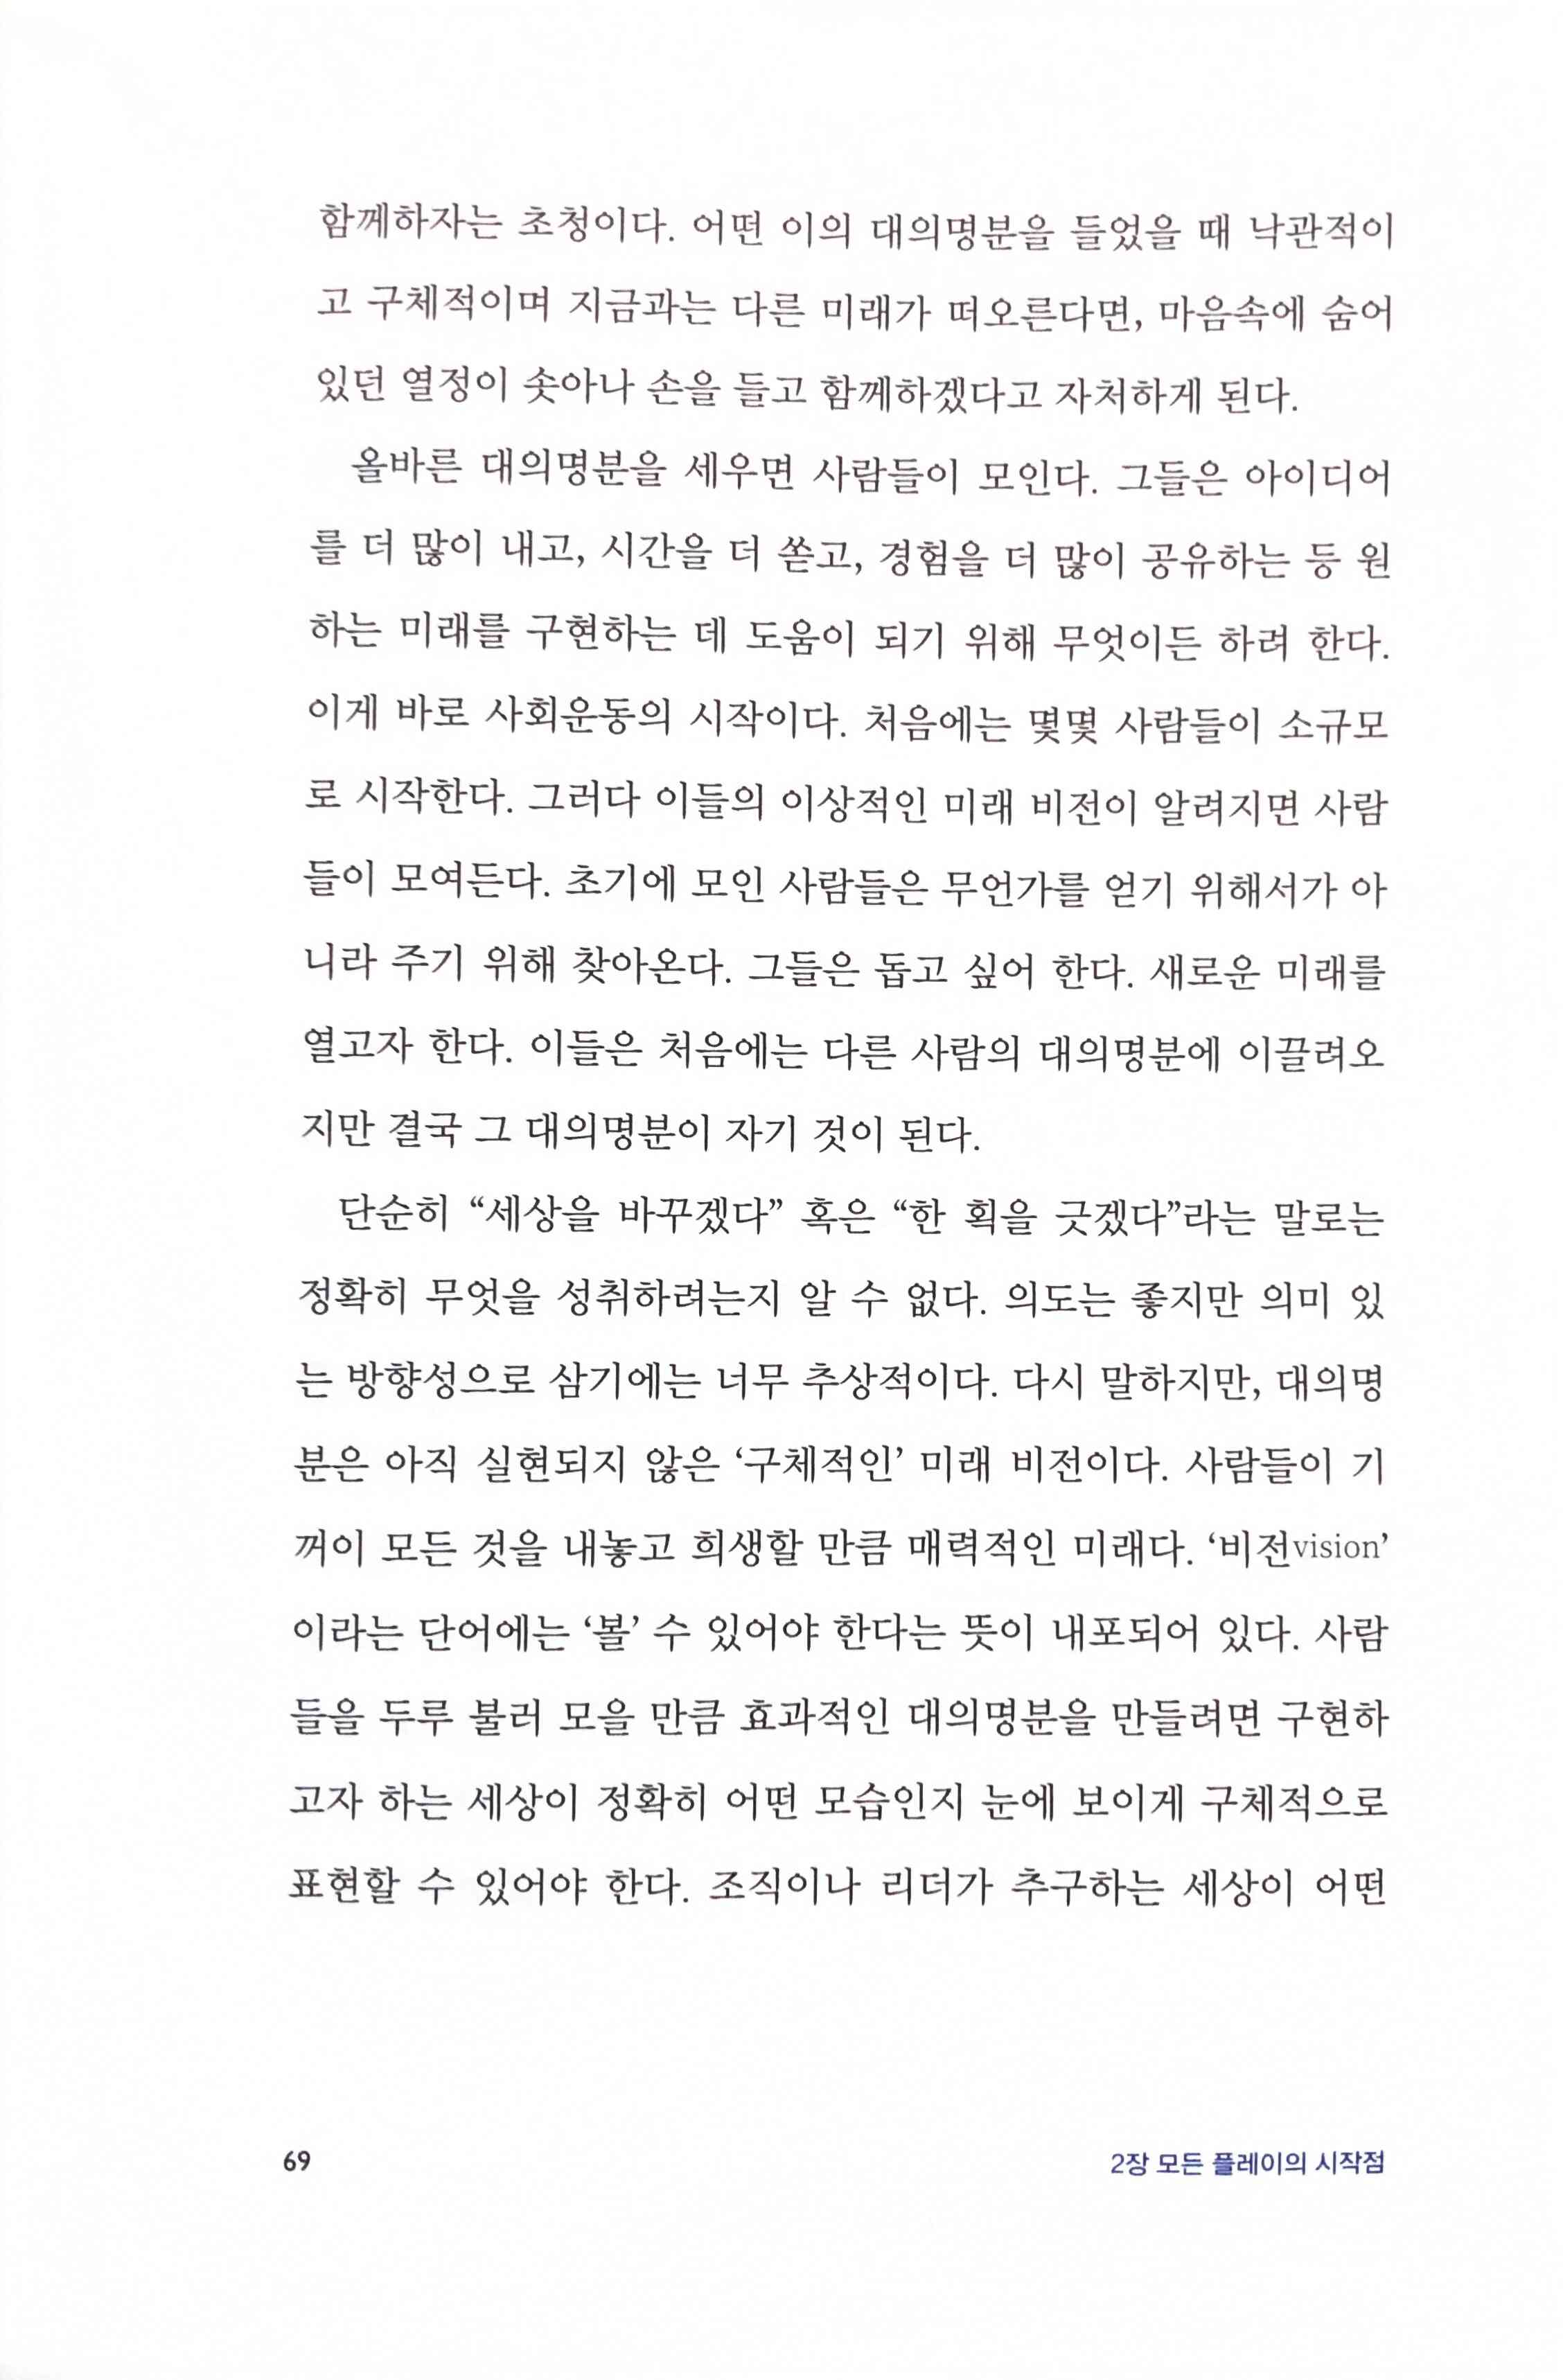 함께하자는 초청이다. 어떤 이의 대의명분을 들었을 때 낙관적이
고 구체적이며 지금과는 다른 미래가 떠오른다면, 마음속에 숨어
있던 열정이 솟아나 손을 들고 함께하겠다고 자처하게 된다.
올바른 대의명분을 세우면 사람들이 모인다. 그들은 아이디어
를 더 많이 내고, 시간을 더 쏟고, 경험을 더 많이 공유하는 등 원
하는 미래를 구현하는 데 도움이 되기 위해 무엇이든 하려 한다.
이게 바로 사회운동의 시작이다. 처음에는 몇몇 사람들이 소규모
로 시작한다. 그러다 이들의 이상적인 미래 비전이 알려지면 사람
들이 모여든다. 초기에 모인 사람들은 무언가를 얻기 위해서가 아
니라 주기 위해 찾아온다. 그들은 돕고 싶어 한다. 새로운 미래를
열고자 한다. 이들은 처음에는 다른 사람의 대의명분에 이끌려오
지만 결국 그 대의명분이 자기 것이 된다.
단순히 “세상을 바꾸겠다” 혹은 “한 획을 긋겠다”라는 말로는
정확히 무엇을 성취하려는지 알 수 없다. 의도는 좋지만 의미 있
는 방향성으로 삼기에는 너무 추상적이다. 다시 말하지만, 대의명
분은 아직 실현되지 않은 ‘구체적인’ 미래 비전이다. 사람들이 기
꺼이 모든 것을 내놓고 희생할 만큼 매력적인 미래다. ‘비전vision’
이라는 단어에는 ‘볼’ 수 있어야 한다는 뜻이 내포되어 있다. 사람
들을 두루 불러 모을 만큼 효과적인 대의명분을 만들려면 구현하
고자 하는 세상이 정확히 어떤 모습인지 눈에 보이게 구체적으로
표현할 수 있어야 한다. 조직이나 리더가 추구하는 세상이 어떤
69
2장 모든 플레이의 시작점